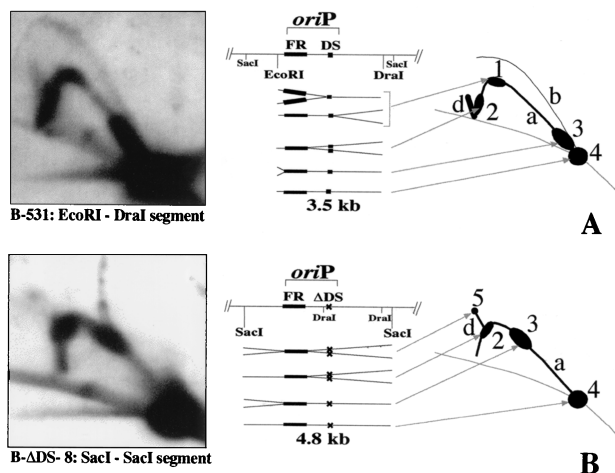 oriP
FR DS
SacI SacI
EcoRI DraI
3.5 kb
1
b
d 2 a
3
4
A
B-531: EcoRI - DraI segment
oriP
FR ΔDS
DraI DraI
SacI SacI
4.8 kb
5
d 2 3
a
4
B
B-ΔDS- 8: SacI - SacI segment